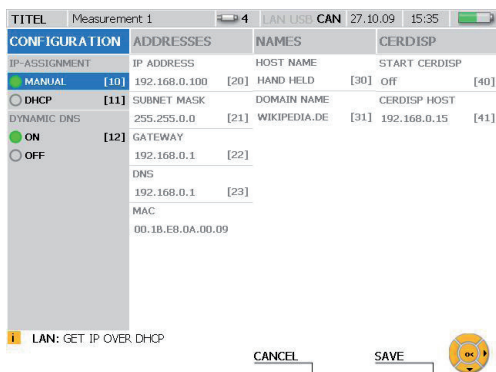 TITEL Measurement 1 4 LAN USB CAN 27.10.09 15:35
CONFIGURATION ADDRESSES NAMES CERDISP
IP-ASSIGNMENT IP ADDRESS HOST NAME START CERDISP
MANUAL [10] 192.168.0.100 [20] HAND HELD [30] Off [40]
DHCP [11] SUBNET MASK DOMAIN NAME CERDISP HOST
DYNAMIC DNS 255.255.0.0 [21] WIKIPEDIA.DE [31] 192.168.0.15 [41]
ON [12] GATEWAY
OFF 192.168.0.1 [22]
DNS
192.168.0.1 [23]
MAC
00.1B.E8.0A.00.09
i LAN: GET IP OVER DHCP
CANCEL SAVE
OK